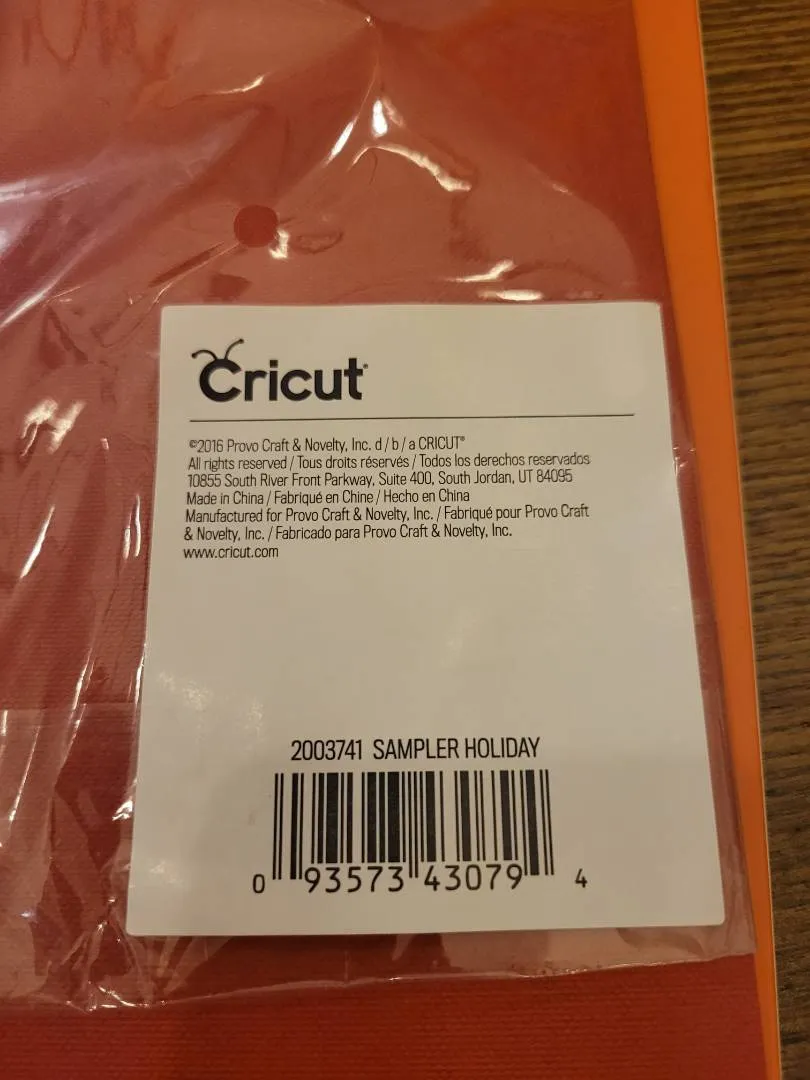 Cricut®
©2016 Provo Craft & Novelty, Inc. d / b / a CRICUT®
All rights reserved / Tous droits réservés / Todos los derechos reservados
10855 South River Front Parkway, Suite 400, South Jordan, UT 84095
Made in China / Fabriqué en Chine / Hecho en China
Manufactured for Provo Craft & Novelty, Inc. / Fabriqué pour Provo Craft
& Novelty, Inc. / Fabricado para Provo Craft & Novelty, Inc.
www.cricut.com
2003741 SAMPLER HOLIDAY
0 93573 43079 4